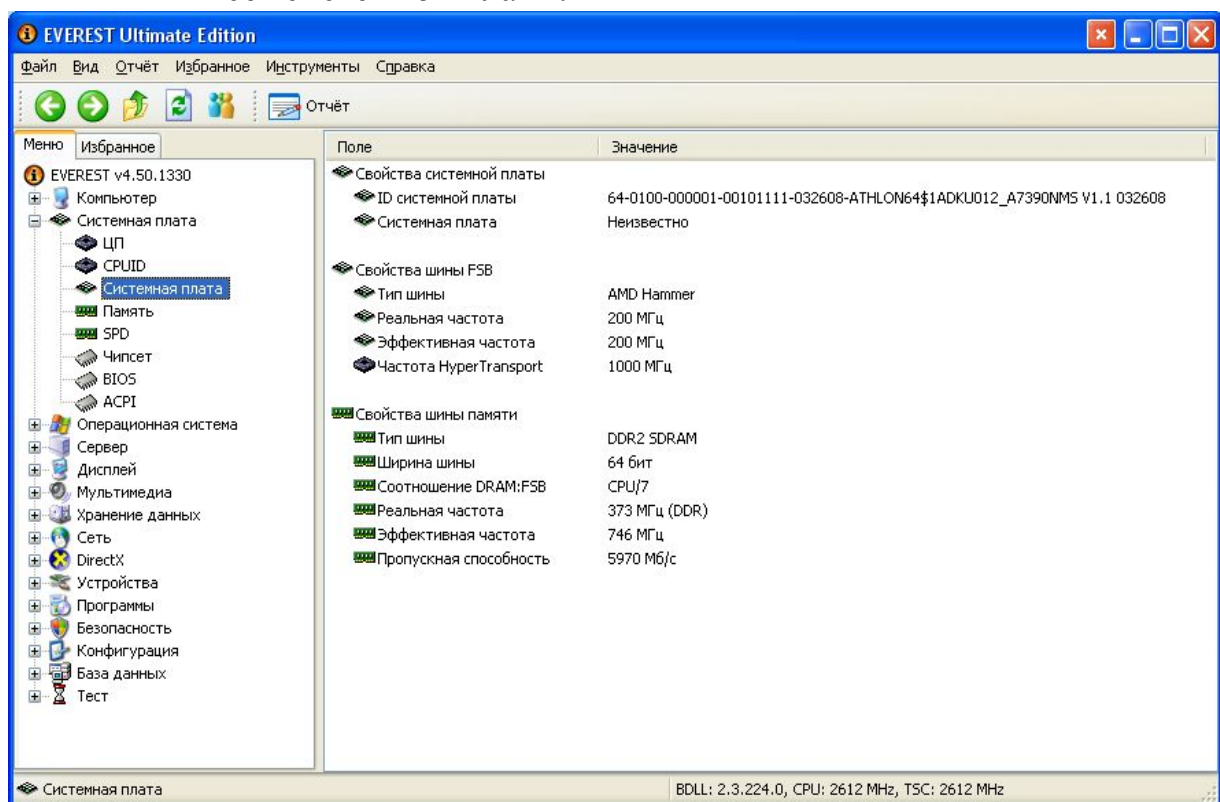 EVEREST Ultimate Edition
Файл Вид Отчёт Избранное Инструменты Справка
Отчёт
Меню Избранное
EVEREST v4.50.1330
Компьютер
Системная плата
ЦП
CPUID
Системная плата
Память
SPD
Чипсет
BIOS
ACPI
Операционная система
Сервер
Дисплей
Мультимедиа
Хранение данных
Сеть
DirectX
Устройства
Программы
Безопасность
Конфигурация
База данных
Тест
Поле Значение
Свойства системной платы
ID системной платы 64-0100-000001-00101111-032608-ATHLON64$1ADKU012_A7390NMS V1.1 032608
Системная плата Неизвестно
Свойства шины FSB
Тип шины AMD Hammer
Реальная частота 200 МГц
Эффективная частота 200 МГц
Частота HyperTransport 1000 МГц
Свойства шины памяти
Тип шины DDR2 SDRAM
Ширина шины 64 бит
Соотношение DRAM:FSB CPU/7
Реальная частота 373 МГц (DDR)
Эффективная частота 746 МГц
Пропускная способность 5970 Мб/с
Системная плата
BDLL: 2.3.224.0, CPU: 2612 MHz, TSC: 2612 MHz